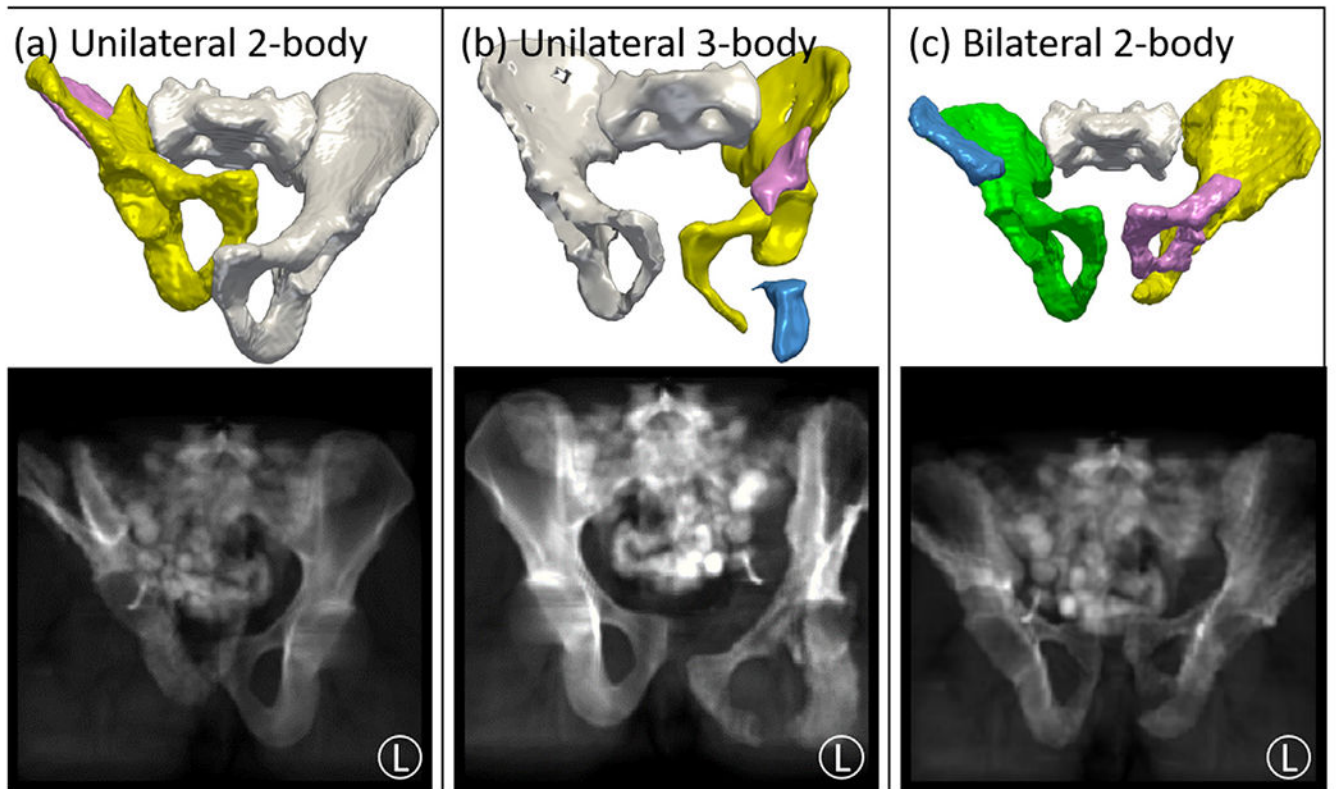 (a) Unilateral 2-body
(b) Unilateral 3-body
(c) Bilateral 2-body
L
L
L